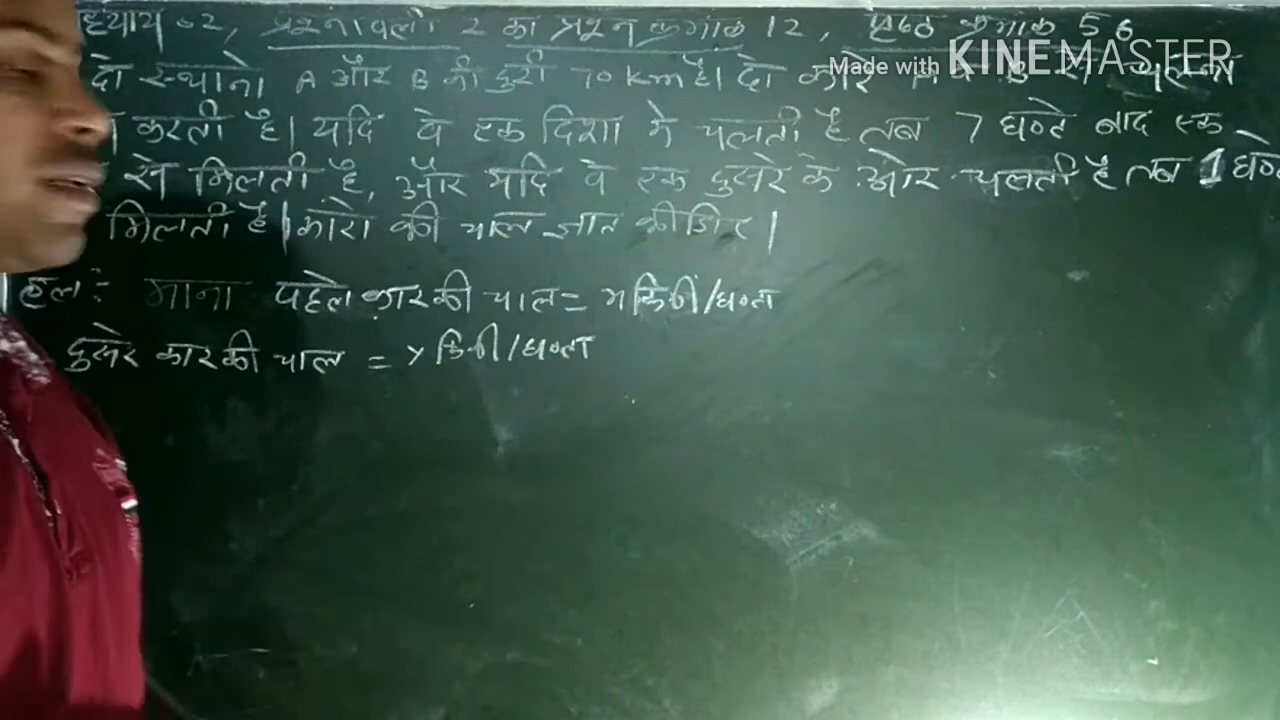 ध्याय 02, प्रश्नावली 2 का प्रश्न क्रमांक 12, पृष्ठ क्रमांक 56
Made with KINEMASTER
दो स्थानो A और B की दुरी 70 Km है। दो कारे A व B से चलना
करती है। यदि वे एक दिशा मे चलती है तब 7 घण्टे बाद एक
से मिलती है, और यदि वे एक दुसरे के ओर चलती है तब 1 घण्टे
मिलती है। कारो की चाल ज्ञात कीजिए।
हल: माना पहेल कार की चाल = x किमी/घण्टा
दुसरे कार की चाल = y किमी/घण्टा